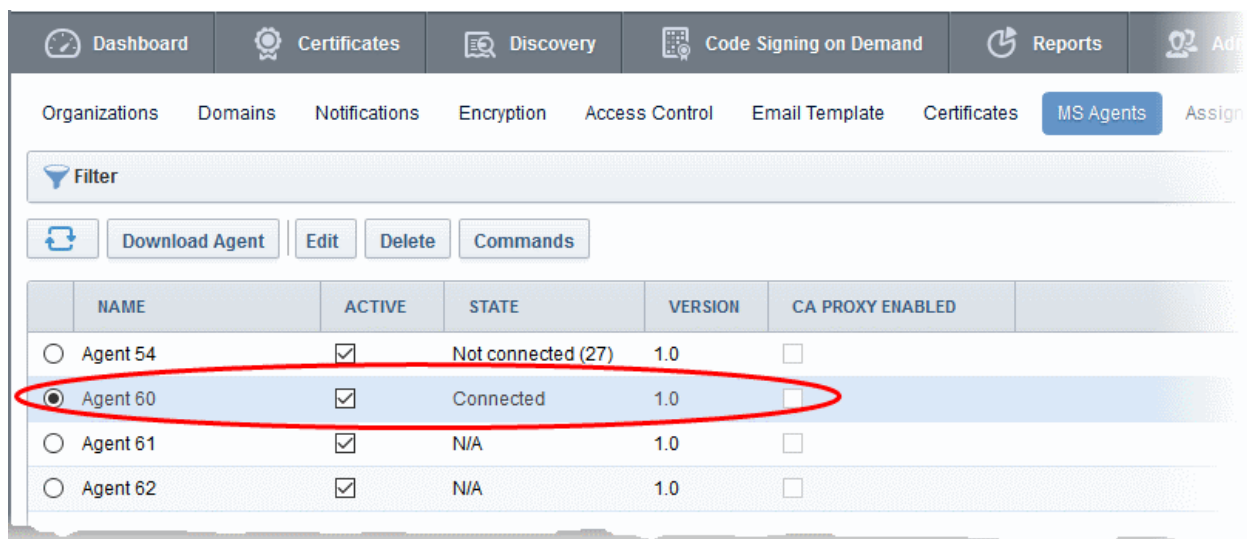 Dashboard Certificates Discovery Code Signing on Demand Reports
Organizations Domains Notifications Encryption Access Control Email Template Certificates MS Agents Assign
Filter
Download Agent Edit Delete Commands
NAME ACTIVE STATE VERSION CA PROXY ENABLED
Agent 54 Not connected (27) 1.0
Agent 60 Connected 1.0
Agent 61 N/A 1.0
Agent 62 N/A 1.0